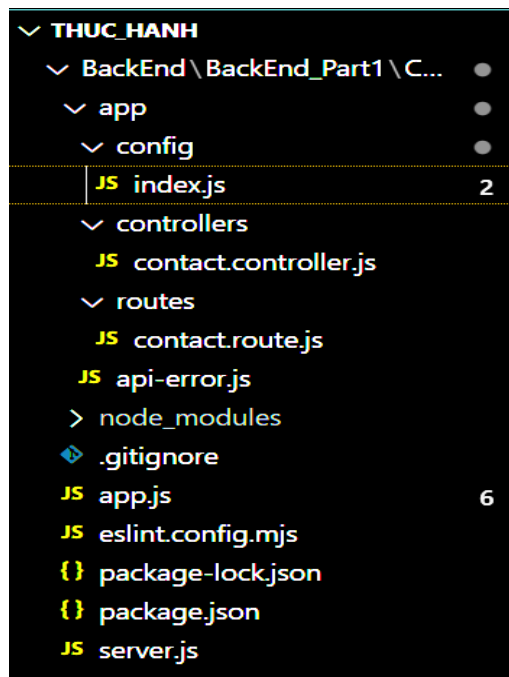 THUC_HANH
BackEnd\BackEnd_Part1\C...
app
config
JS index.js 2
controllers
JS contact.controller.js
routes
JS contact.route.js
JS api-error.js
node_modules
.gitignore
JS app.js 6
JS eslint.config.mjs
{} package-lock.json
{} package.json
JS server.js